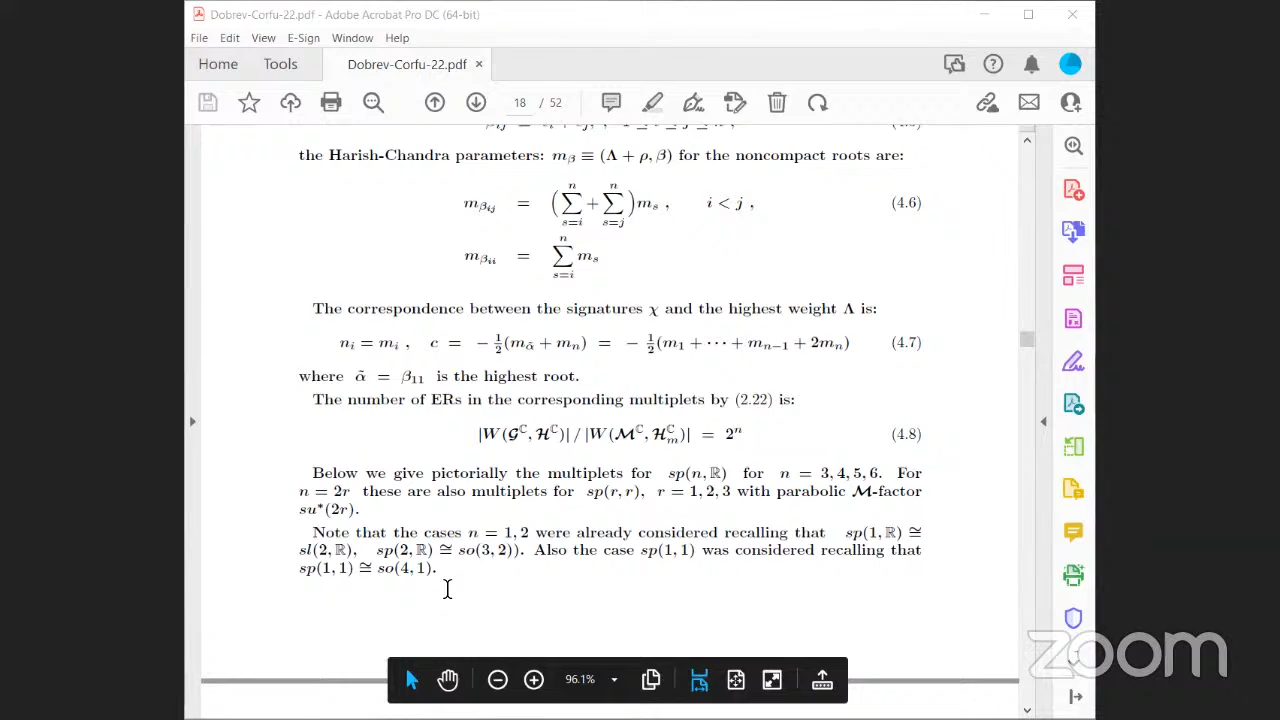 Dobrev-Corfu-22.pdf - Adobe Acrobat Pro DC (64-bit)
File Edit View E-Sign Window Help
Home Tools Dobrev-Corfu-22.pdf ×
18 / 52
the Harish-Chandra parameters: m_β ≡ (Λ + ρ, β) for the noncompact roots are:
m_{β_{ij}} = (∑_{s=i}^{n} + ∑_{s=j}^{n}) m_s , i < j , (4.6)
m_{β_{ii}} = ∑_{s=i}^{n} m_s
The correspondence between the signatures χ and the highest weight Λ is:
n_i = m_i , c = − ½(m_{α̃} + m_n) = − ½(m_1 + ⋯ + m_{n−1} + 2m_n) (4.7)
where α̃ = β_{11} is the highest root.
The number of ERs in the corresponding multiplets by (2.22) is:
|W(𝓖^ℂ, 𝓗^ℂ)| / |W(𝓜^ℂ, 𝓗_m^ℂ)| = 2^n (4.8)
Below we give pictorially the multiplets for sp(n, ℝ) for n = 3, 4, 5, 6. For
n = 2r these are also multiplets for sp(r, r), r = 1, 2, 3 with parabolic 𝓜-factor
su*(2r).
Note that the cases n = 1, 2 were already considered recalling that sp(1, ℝ) ≅
sl(2, ℝ), sp(2, ℝ) ≅ so(3, 2)). Also the case sp(1, 1) was considered recalling that
sp(1, 1) ≅ so(4, 1).
96.1%
zoom